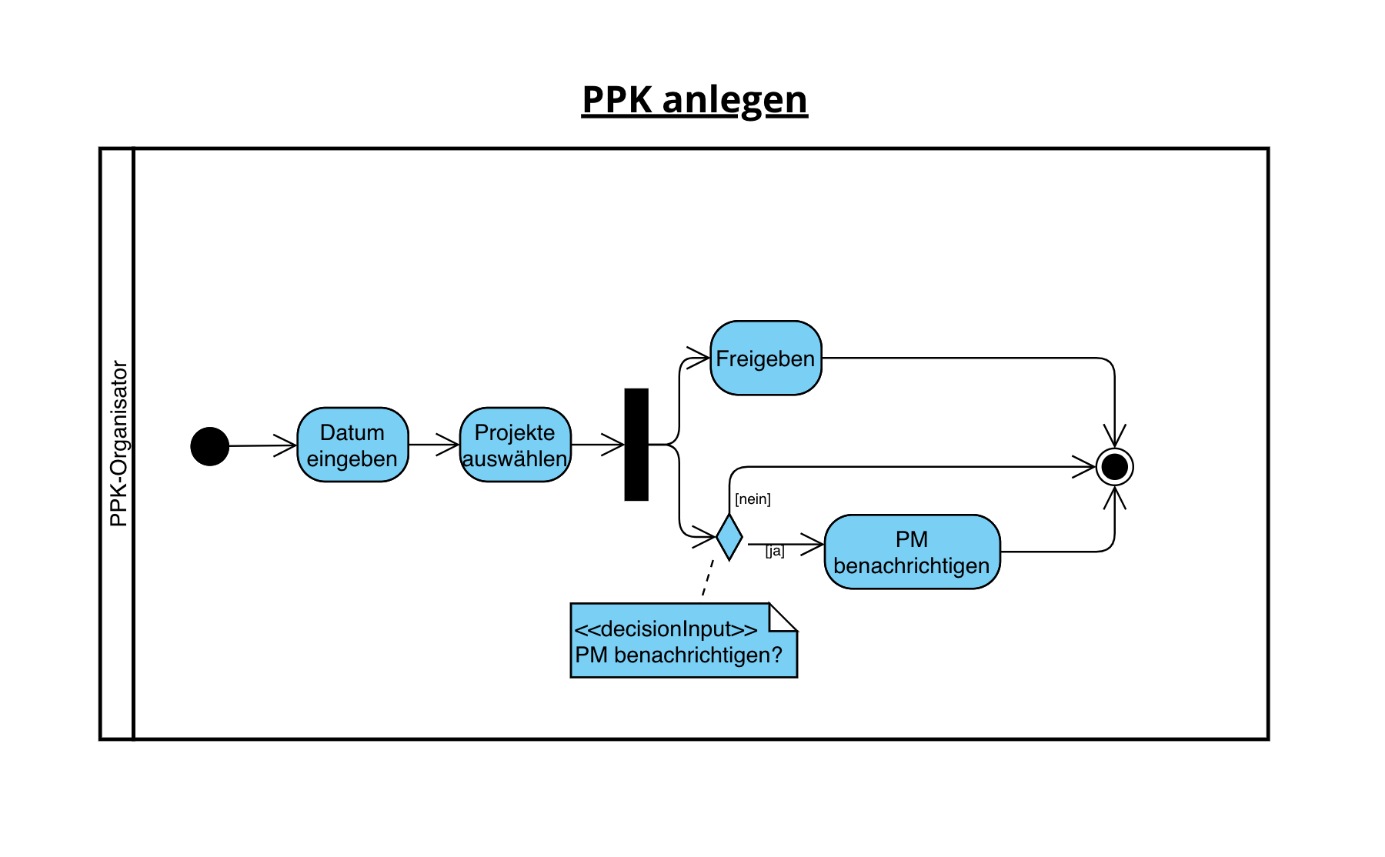 PPK anlegen
PPK-Organisator
Datum
eingeben
Projekte
auswählen
Freigeben
[nein]
[ja]
PM
benachrichtigen
<<decisionInput>>
PM benachrichtigen?